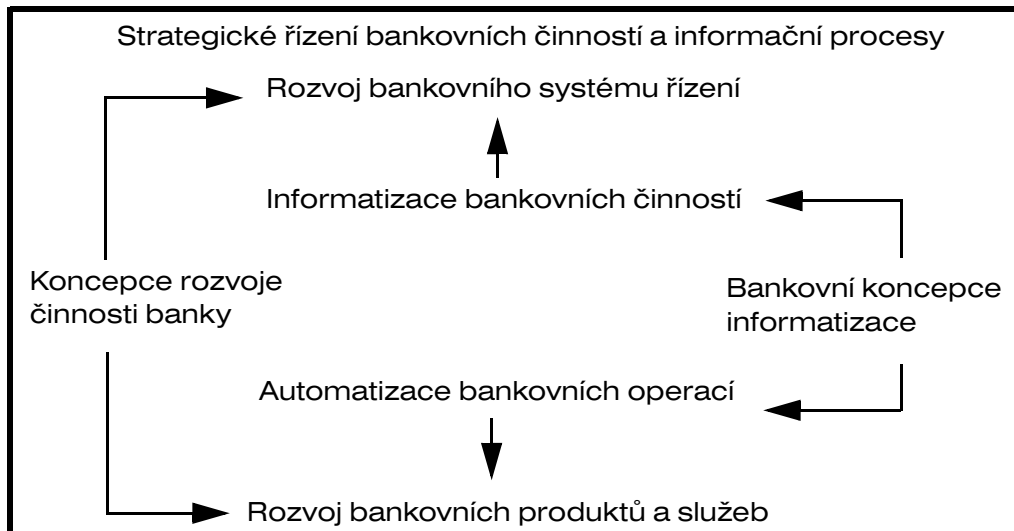 Strategické řízení bankovních činností a informační procesy
Rozvoj bankovního systému řízení
Informatizace bankovních činností
Koncepce rozvoje
činnosti banky
Bankovní koncepce
informatizace
Automatizace bankovních operací
Rozvoj bankovních produktů a služeb